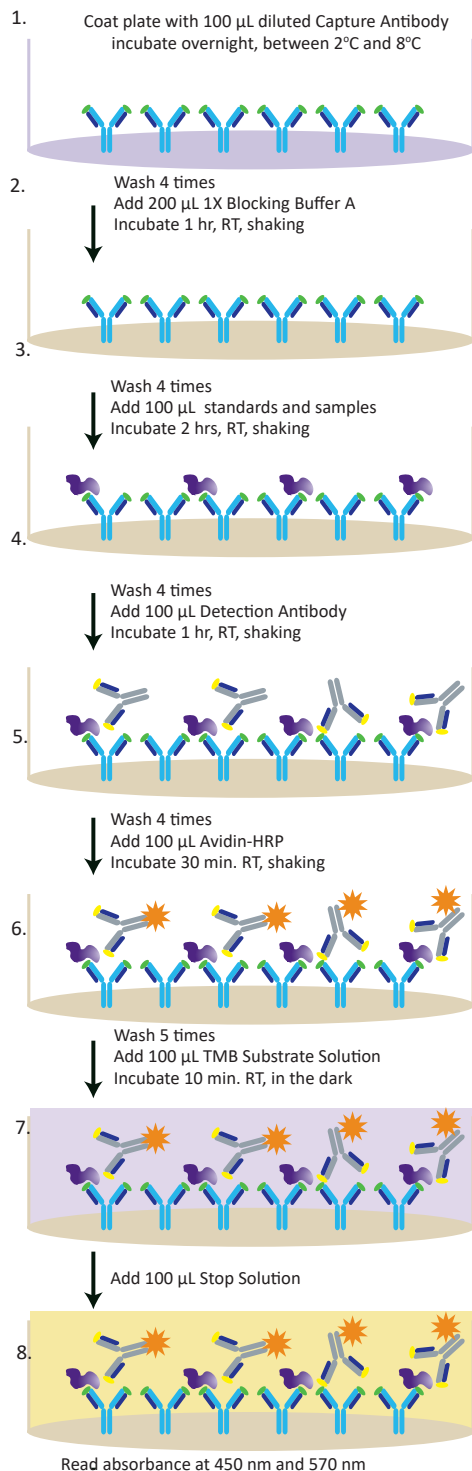 1.
Coat plate with 100 µL diluted Capture Antibody
incubate overnight, between 2°C and 8°C
2.
Wash 4 times
Add 200 µL 1X Blocking Buffer A
Incubate 1 hr, RT, shaking
3.
Wash 4 times
Add 100 µL standards and samples
Incubate 2 hrs, RT, shaking
4.
Wash 4 times
Add 100 µL Detection Antibody
Incubate 1 hr, RT, shaking
5.
Wash 4 times
Add 100 µL Avidin-HRP
Incubate 30 min. RT, shaking
6.
Wash 5 times
Add 100 µL TMB Substrate Solution
Incubate 10 min. RT, in the dark
7.
Add 100 µL Stop Solution
8.
Read absorbance at 450 nm and 570 nm